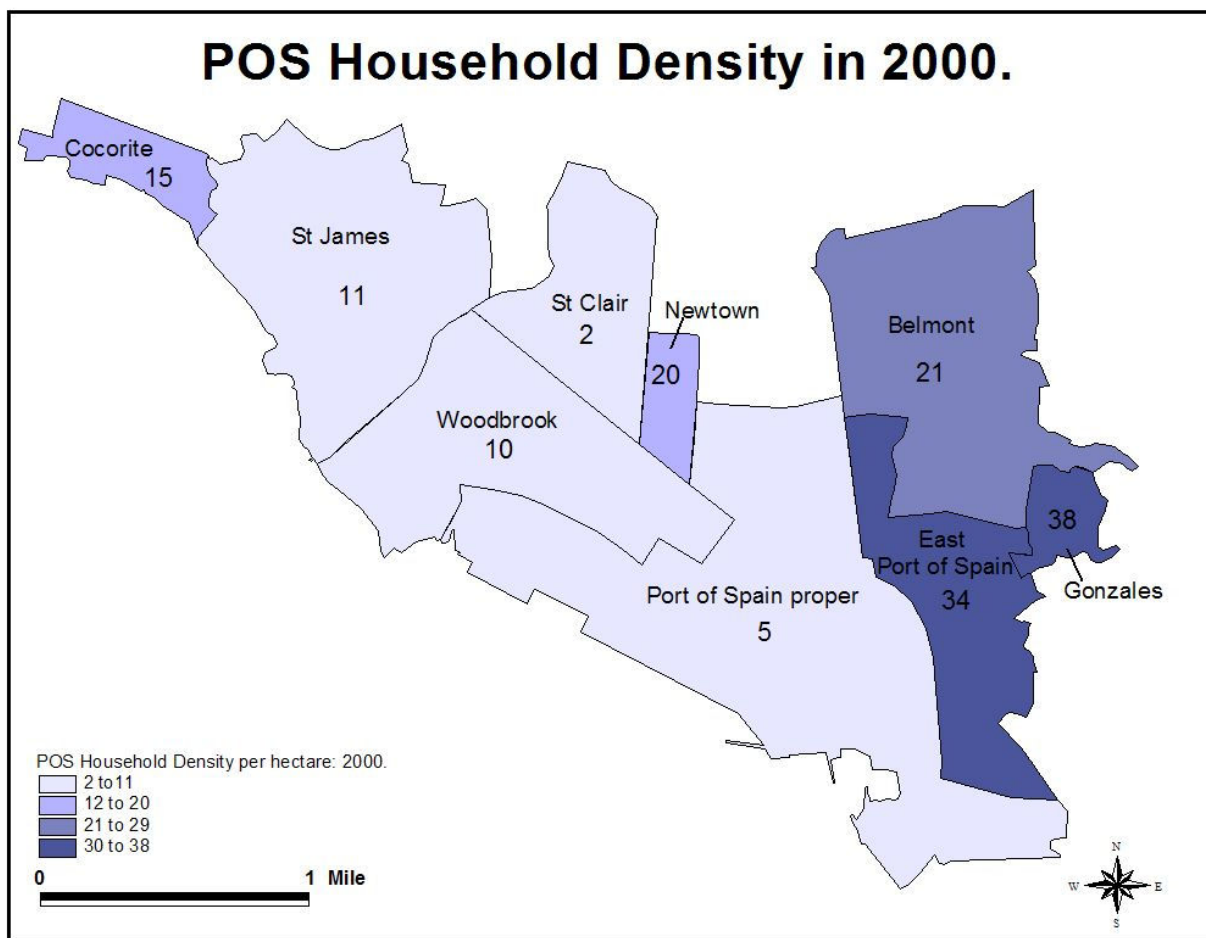 POS Household Density in 2000.
Cocorite
15
St James
11
St Clair
2
Newtown
20
Belmont
21
Woodbrook
10
38
Gonzales
East
Port of Spain
34
Port of Spain proper
5
POS Household Density per hectare: 2000.
2 to 11
12 to 20
21 to 29
30 to 38
0 1 Mile
N
W E
S